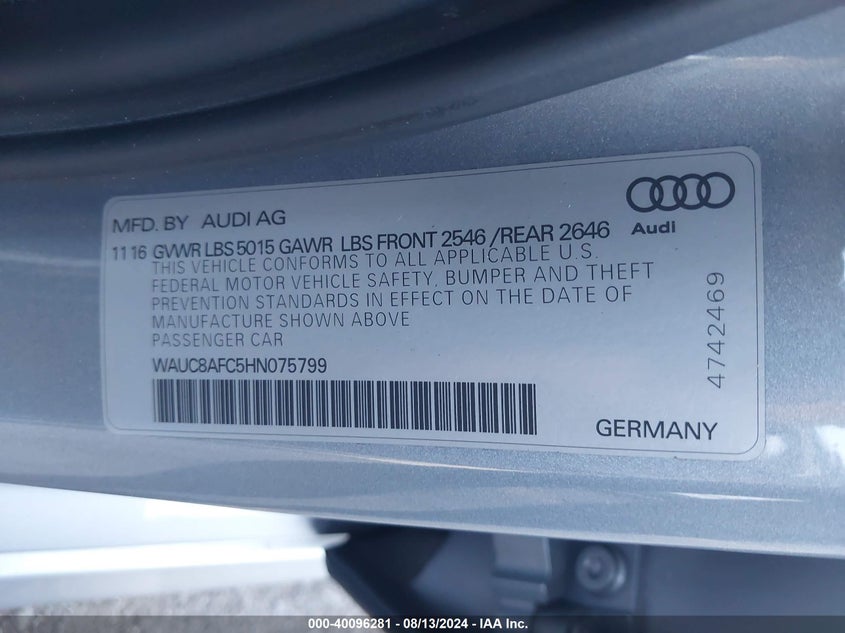 MFD. BY AUDI AG
Audi
11 16 GVWR LBS 5015 GAWR LBS FRONT 2546 /REAR 2646
THIS VEHICLE CONFORMS TO ALL APPLICABLE U.S.
FEDERAL MOTOR VEHICLE SAFETY, BUMPER AND THEFT
PREVENTION STANDARDS IN EFFECT ON THE DATE OF
MANUFACTURE SHOWN ABOVE
PASSENGER CAR
WAUC8AFC5HN075799
4742469
GERMANY
000-40096281 - 08/13/2024 - IAA Inc.